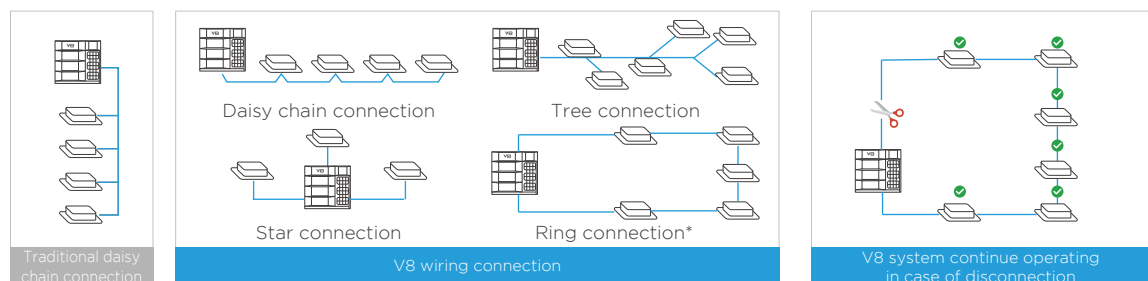 V8
Traditional daisy
chain connection
V8
Daisy chain connection
V8
Tree connection
V8
Star connection
V8
Ring connection*
V8 wiring connection
V8
V8 system continue operating
in case of disconnection